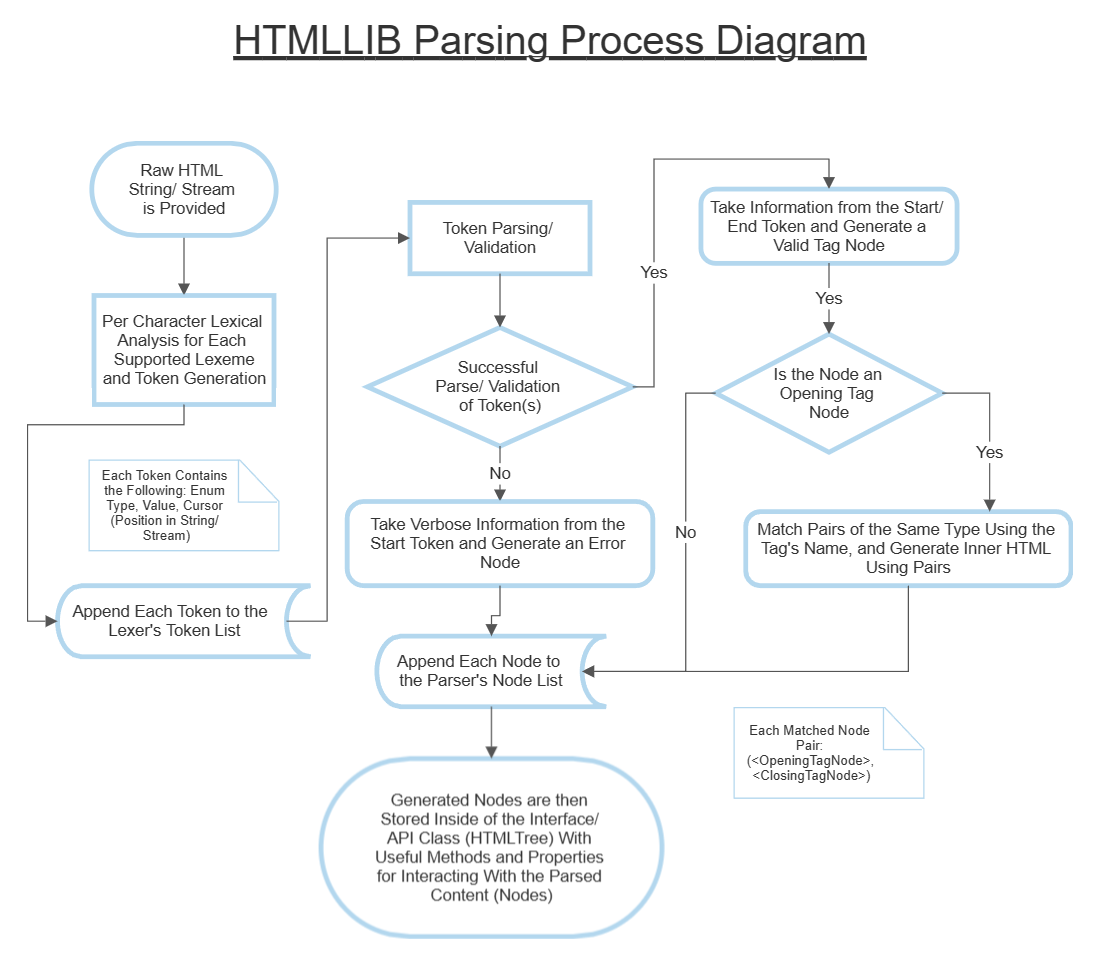 HTMLLIB Parsing Process Diagram
Raw HTML
String/ Stream
is Provided
Per Character Lexical
Analysis for Each
Supported Lexeme
and Token Generation
Each Token Contains
the Following: Enum
Type, Value, Cursor
(Position in String/
Stream)
Append Each Token to the
Lexer's Token List
Token Parsing/
Validation
Successful
Parse/ Validation
of Token(s)
Yes
No
Take Verbose Information from the
Start Token and Generate an Error
Node
Take Information from the Start/
End Token and Generate a
Valid Tag Node
Yes
Is the Node an
Opening Tag
Node
Yes
No
Match Pairs of the Same Type Using the
Tag's Name, and Generate Inner HTML
Using Pairs
Append Each Node to
the Parser's Node List
Each Matched Node
Pair:
(<OpeningTagNode>,
<ClosingTagNode>)
Generated Nodes are then
Stored Inside of the Interface/
API Class (HTMLTree) With
Useful Methods and Properties
for Interacting With the Parsed
Content (Nodes)